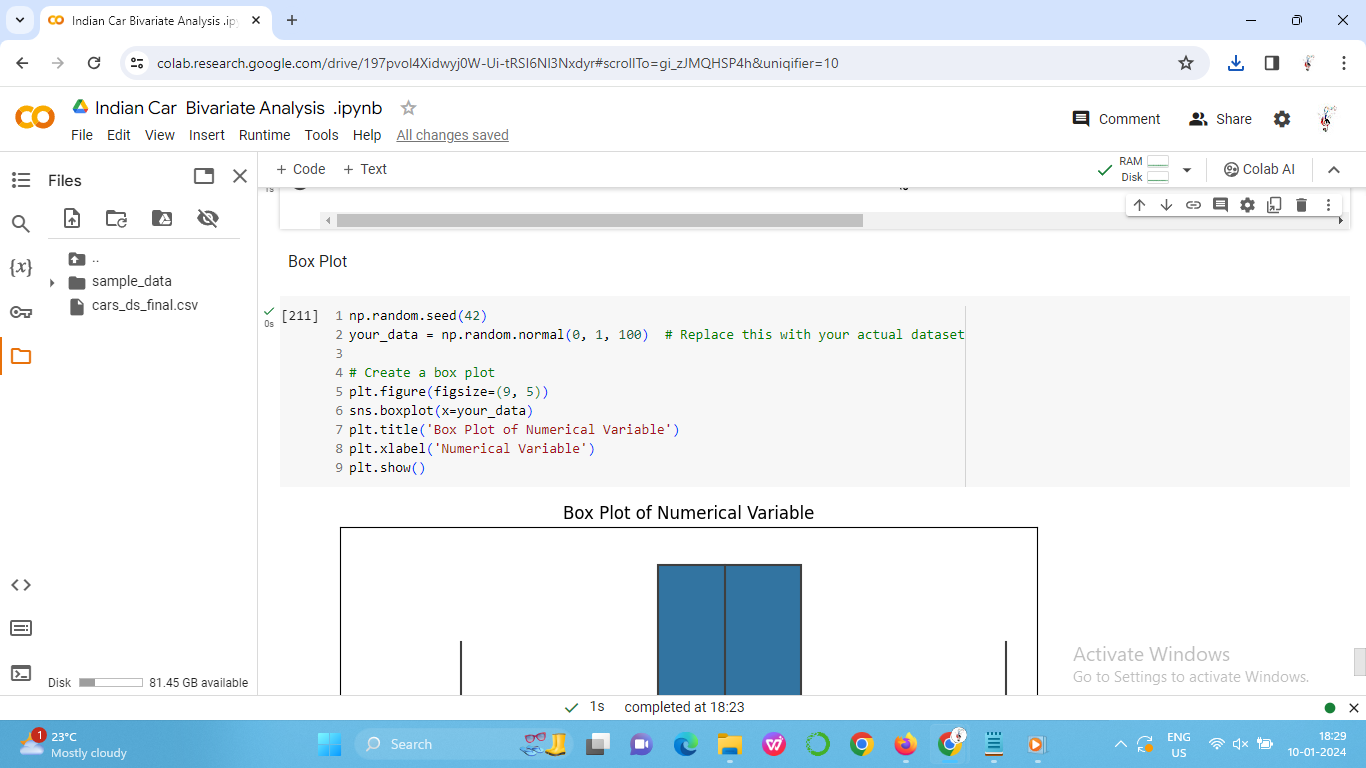 Indian Car Bivariate Analysis .ip
colab.research.google.com/drive/197pvol4Xidwyj0W-Ui-tRSI6NI3Nxdyr#scrollTo=gi_zJMQHSP4h&uniqifier=10
Indian Car  Bivariate Analysis  .ipynb
File Edit View Insert Runtime Tools Help All changes saved
Comment Share
Files
+ Code + Text
RAM
Disk
Colab AI
1s
..
sample_data
cars_ds_final.csv
Box Plot
[211]
0s
1 np.random.seed(42)
2 your_data = np.random.normal(0, 1, 100)  # Replace this with your actual dataset
3
4 # Create a box plot
5 plt.figure(figsize=(9, 5))
6 sns.boxplot(x=your_data)
7 plt.title('Box Plot of Numerical Variable')
8 plt.xlabel('Numerical Variable')
9 plt.show()
Box Plot of Numerical Variable
Activate Windows
Go to Settings to activate Windows.
Disk 81.45 GB available
1s completed at 18:23
1
23°C
Mostly cloudy
Search
ENG
US
18:29
10-01-2024